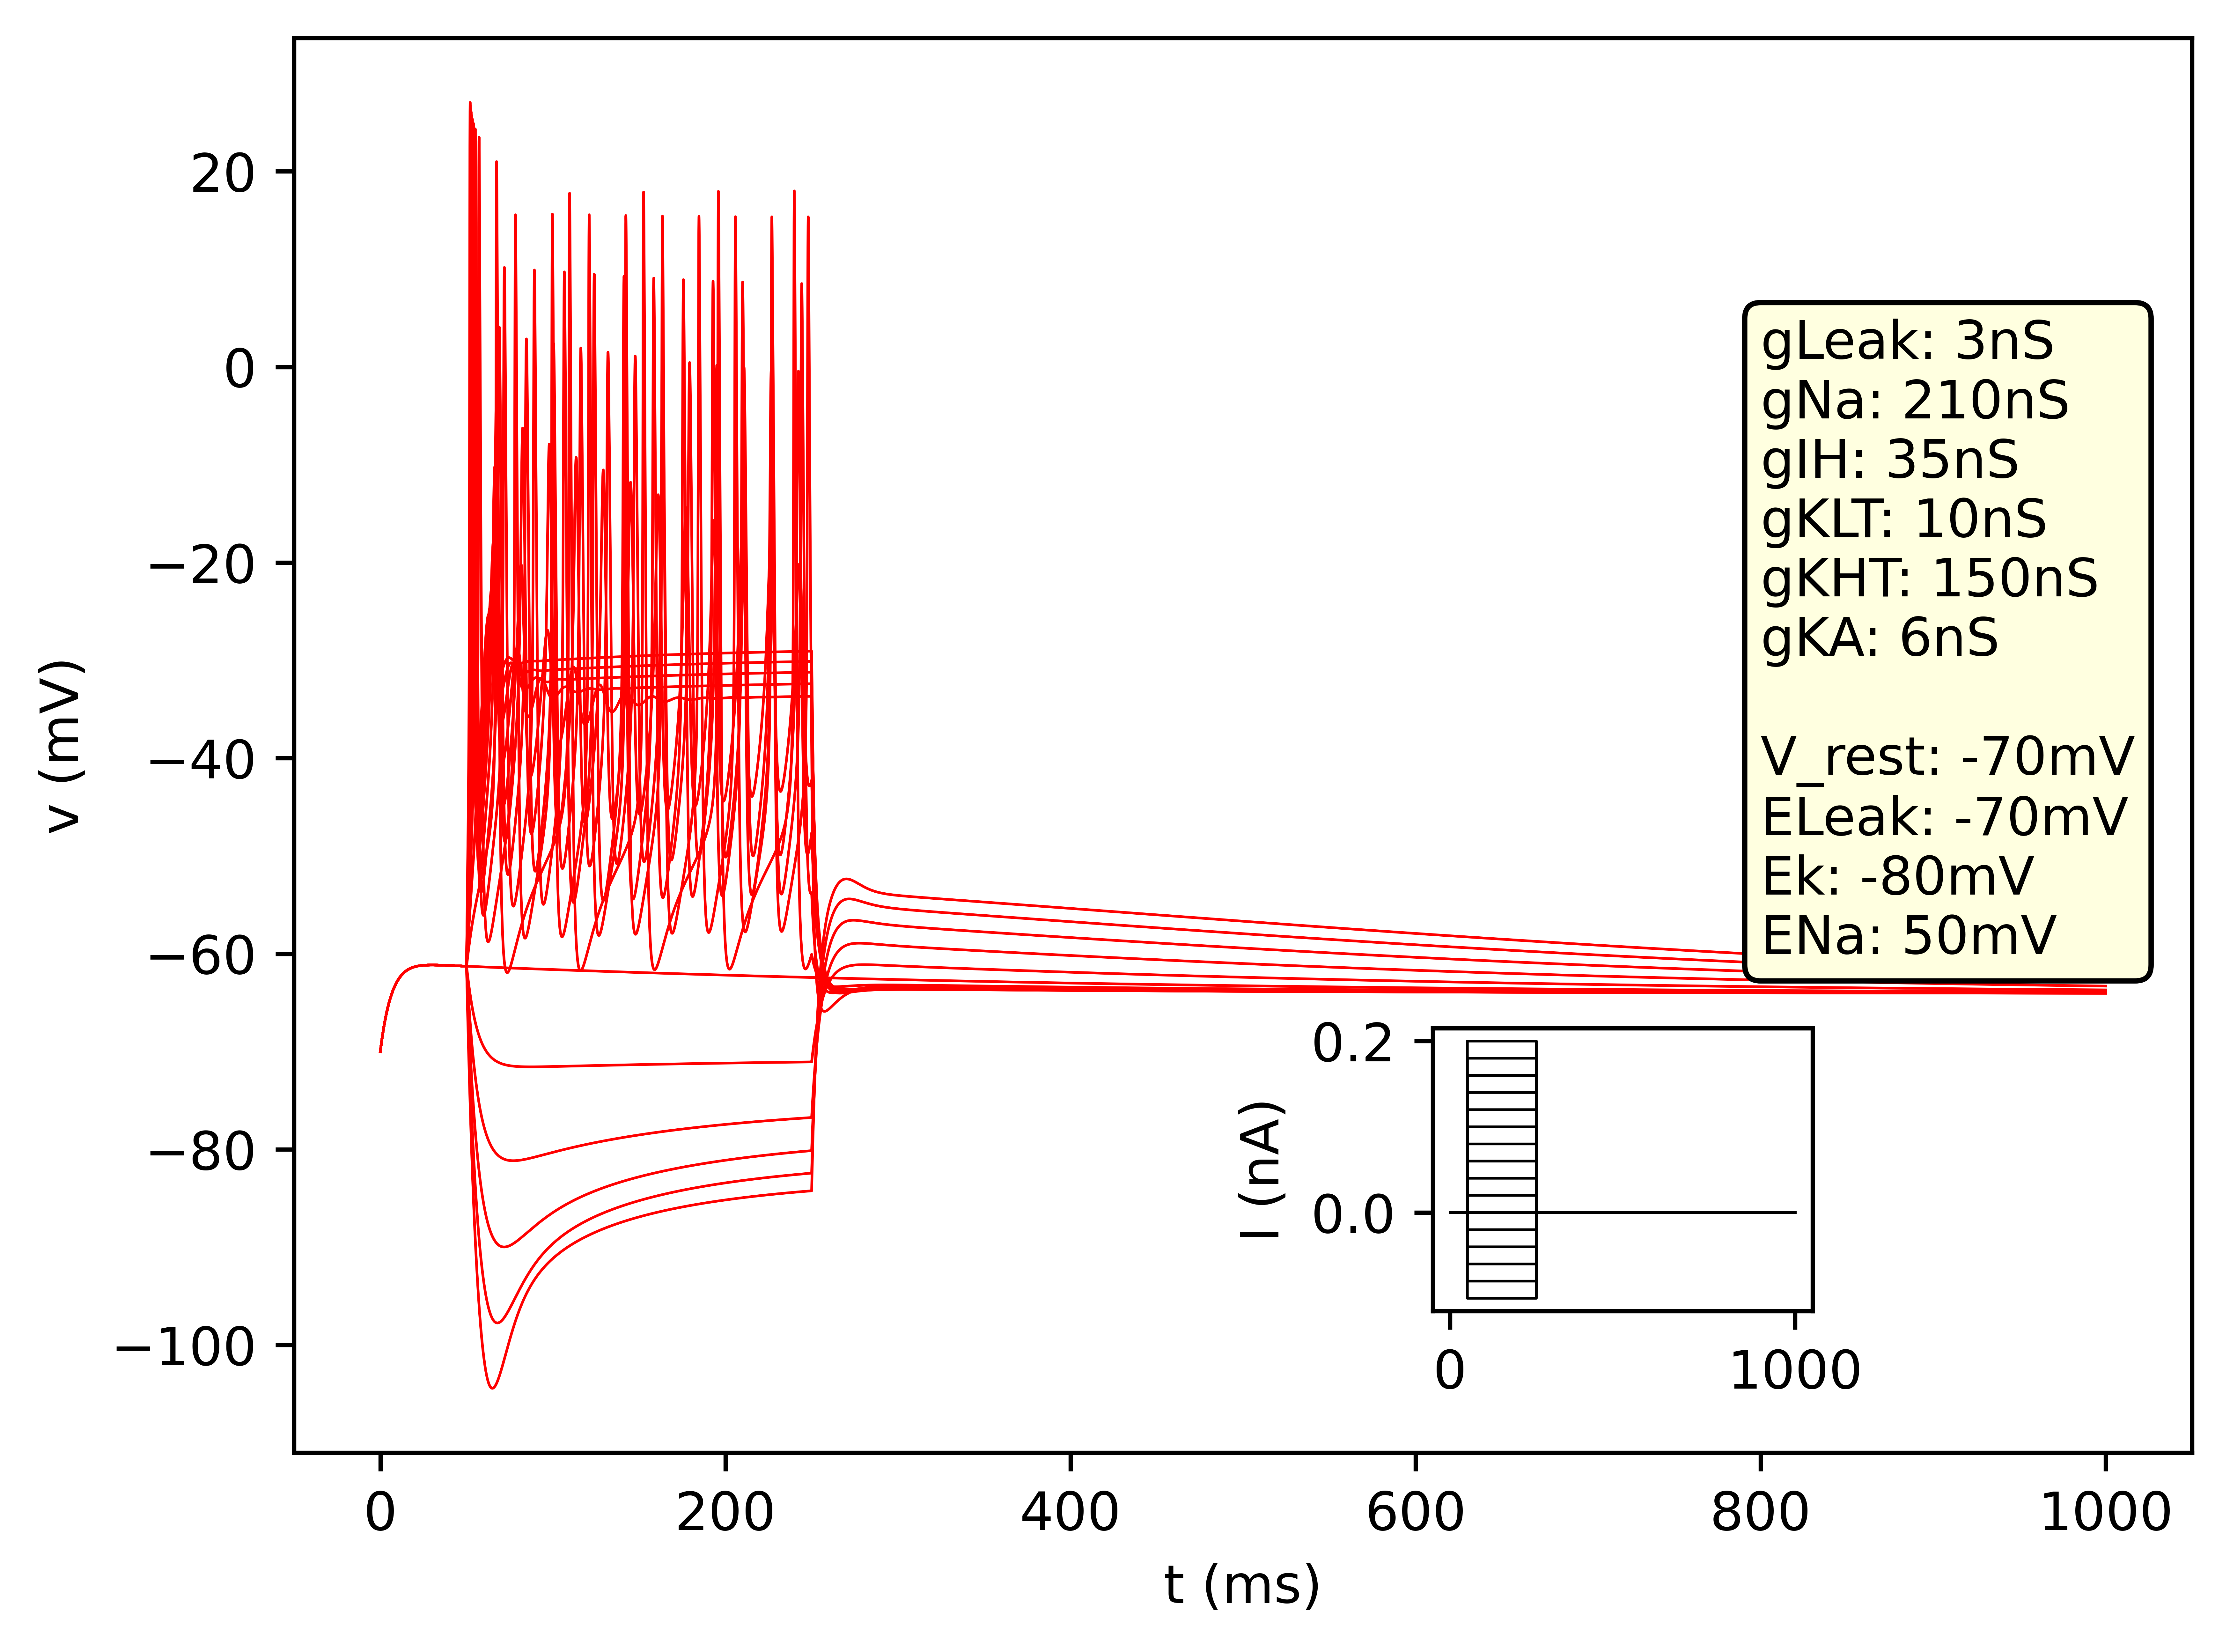 20
0
−20
−40
−60
−80
−100
v (mV)
0
200
400
600
800
1000
t (ms)
gLeak: 3nS
gNa: 210nS
gIH: 35nS
gKLT: 10nS
gKHT: 150nS
gKA: 6nS
V_rest: -70mV
ELeak: -70mV
Ek: -80mV
ENa: 50mV
0.2
0.0
I (nA)
0
1000